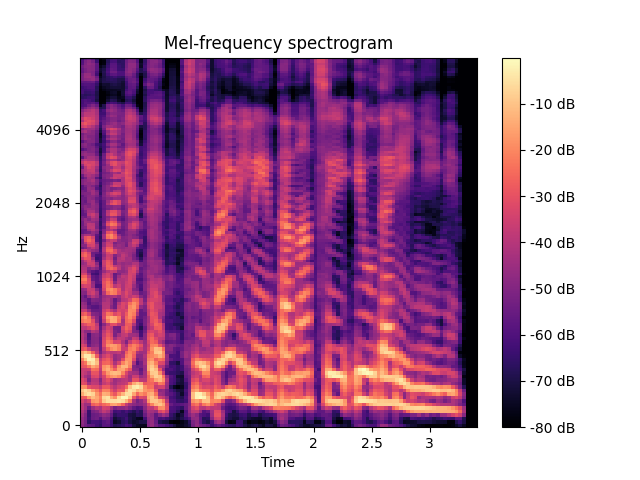 Mel-frequency spectrogram
4096
2048
1024
512
0
Hz
0
0.5
1
1.5
2
2.5
3
Time
-10 dB
-20 dB
-30 dB
-40 dB
-50 dB
-60 dB
-70 dB
-80 dB